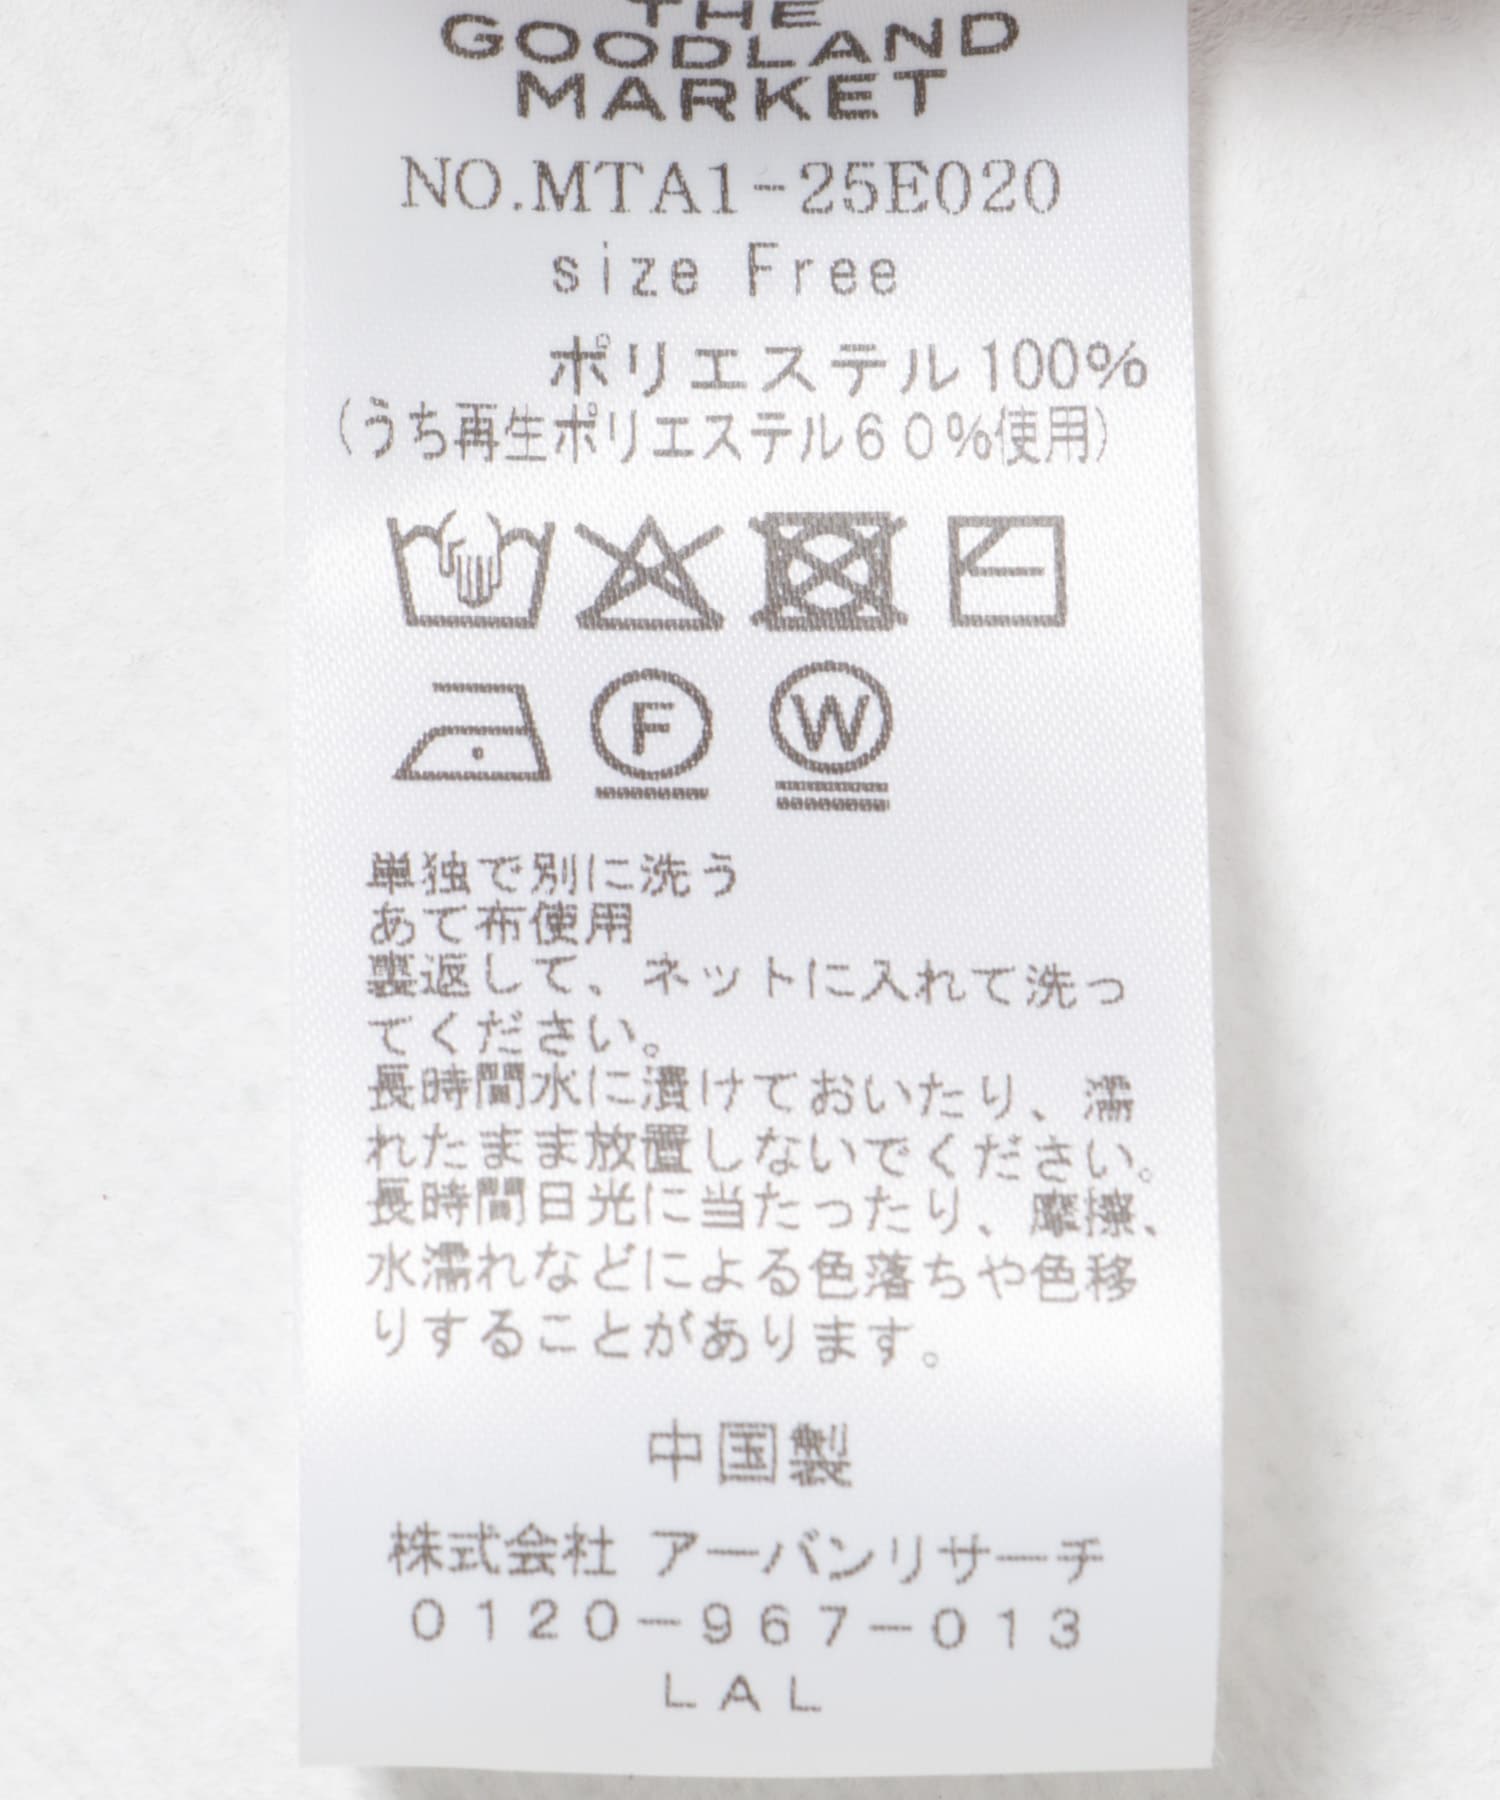 THE
GOODLAND
MARKET
NO.MTA1-25E020
size Free
ポリエステル100%
(うち再生ポリエステル60%使用)
F
W
単独で別に洗う
あて布使用
裏返して、ネットに入れて洗っ
てください。
長時間水に漬けておいたり、濡
れたまま放置しないでください。
長時間日光に当たったり、摩擦、
水濡れなどによる色落ちや色移
りすることがあります。
中国製
株式会社 アーバンリサーチ
0120-967-013
LAL